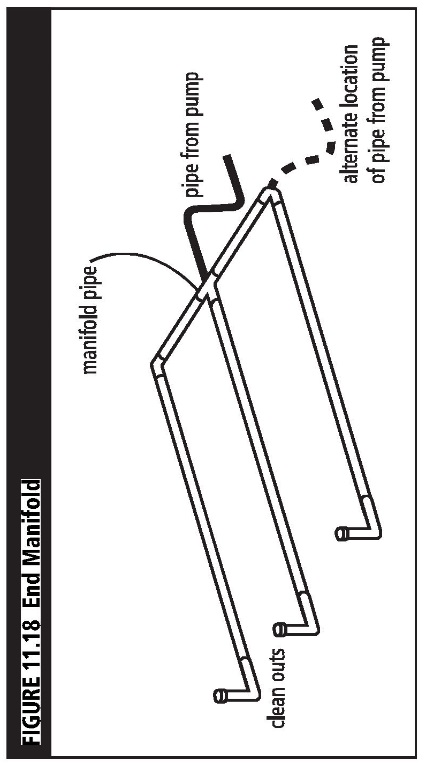 FIGURE 11.18 End Manifold
manifold pipe
pipe from pump
clean outs
alternate location
of pipe from pump